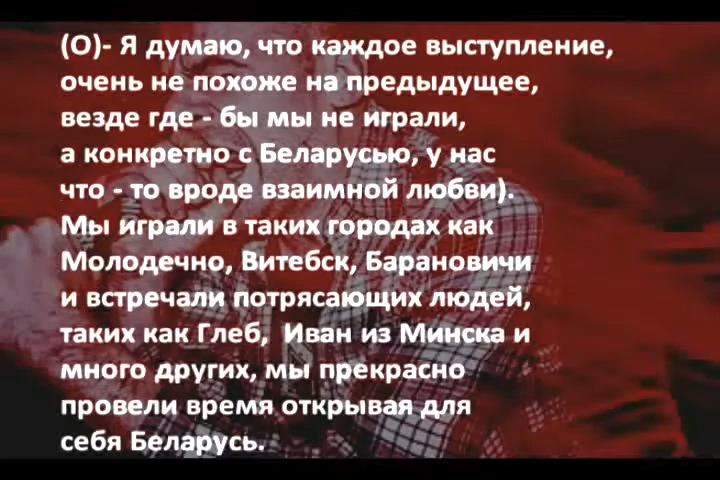 (О)- Я думаю, что каждое выступление,
очень не похоже на предыдущее,
везде где - бы мы не играли,
а конкретно с Беларусью, у нас
что - то вроде взаимной любви).
Мы играли в таких городах как
Молодечно, Витебск, Барановичи
и встречали потрясающих людей,
таких как Глеб,  Иван из Минска и
много других, мы прекрасно
провели время открывая для
себя Беларусь.